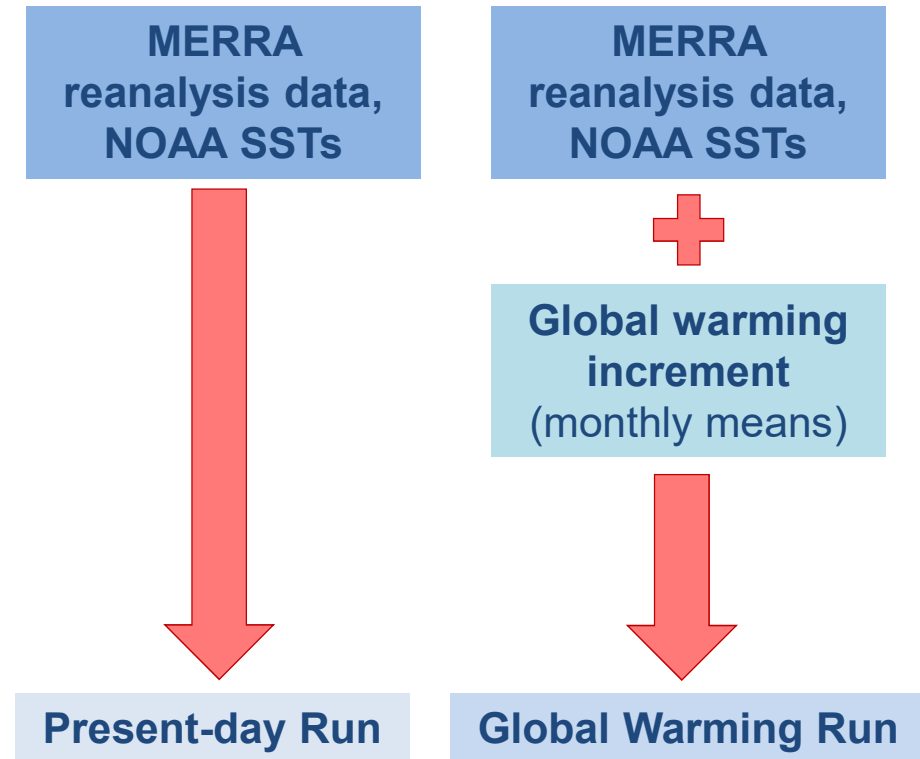 MERRA
reanalysis data,
NOAA SSTs
MERRA
reanalysis data,
NOAA SSTs
Global warming
increment
(monthly means)
Present-day Run
Global Warming Run